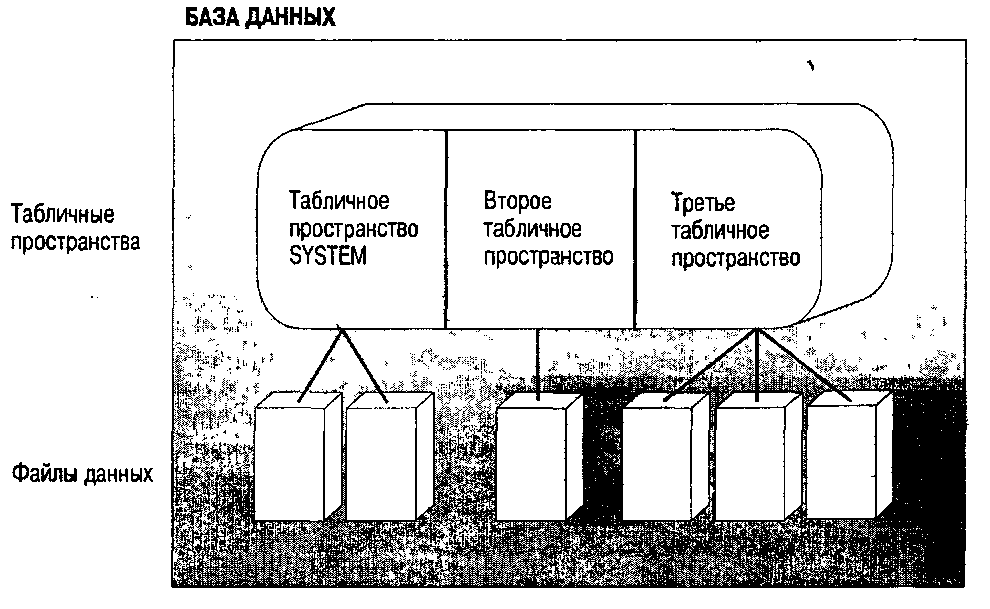 БАЗА ДАННЫХ
Табличные
пространства
Табличное
пространство
SYSTEM
Второе
табличное
пространство
Третье
табличное
пространство
Файлы данных